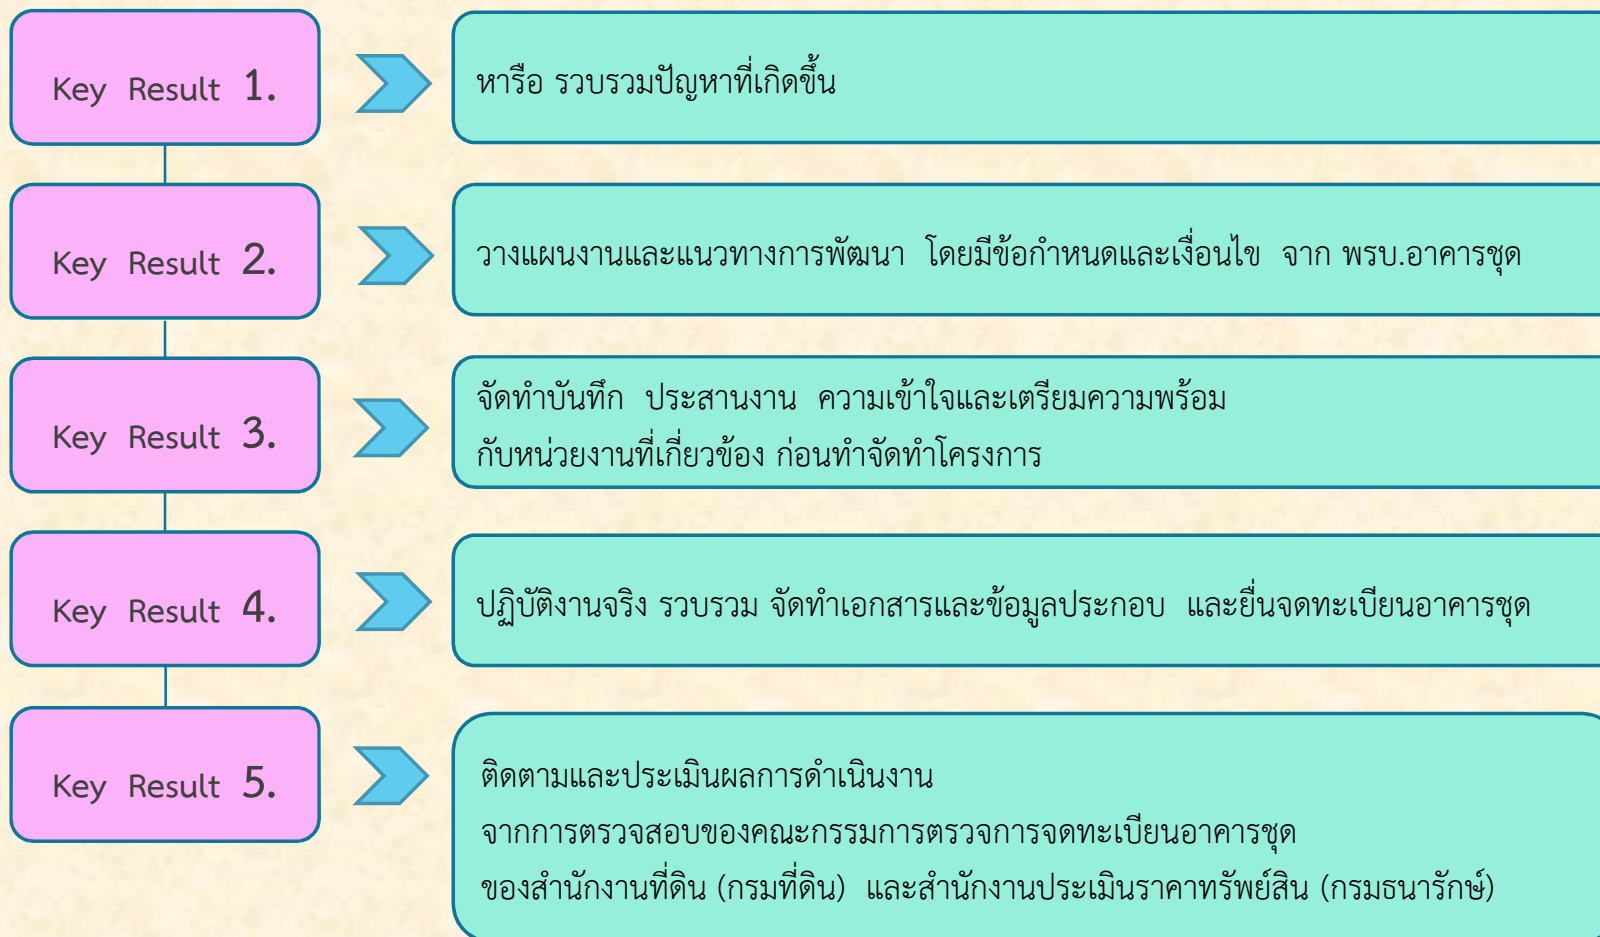 Key Result 1.
หารือ รวบรวมปัญหาที่เกิดขึ้น
Key Result 2.
วางแผนงานและแนวทางการพัฒนา โดยมีข้อกำหนดและเงื่อนไข จาก พรบ.อาคารชุด
Key Result 3.
จัดทำบันทึก ประสานงาน ความเข้าใจและเตรียมความพร้อม
กับหน่วยงานที่เกี่ยวข้อง ก่อนทำจัดทำโครงการ
Key Result 4.
ปฏิบัติงานจริง รวบรวม จัดทำเอกสารและข้อมูลประกอบ และยื่นจดทะเบียนอาคารชุด
Key Result 5.
ติดตามและประเมินผลการดำเนินงาน
จากการตรวจสอบของคณะกรรมการตรวจการจดทะเบียนอาคารชุด
ของสำนักงานที่ดิน (กรมที่ดิน) และสำนักงานประเมินราคาทรัพย์สิน (กรมธนารักษ์)